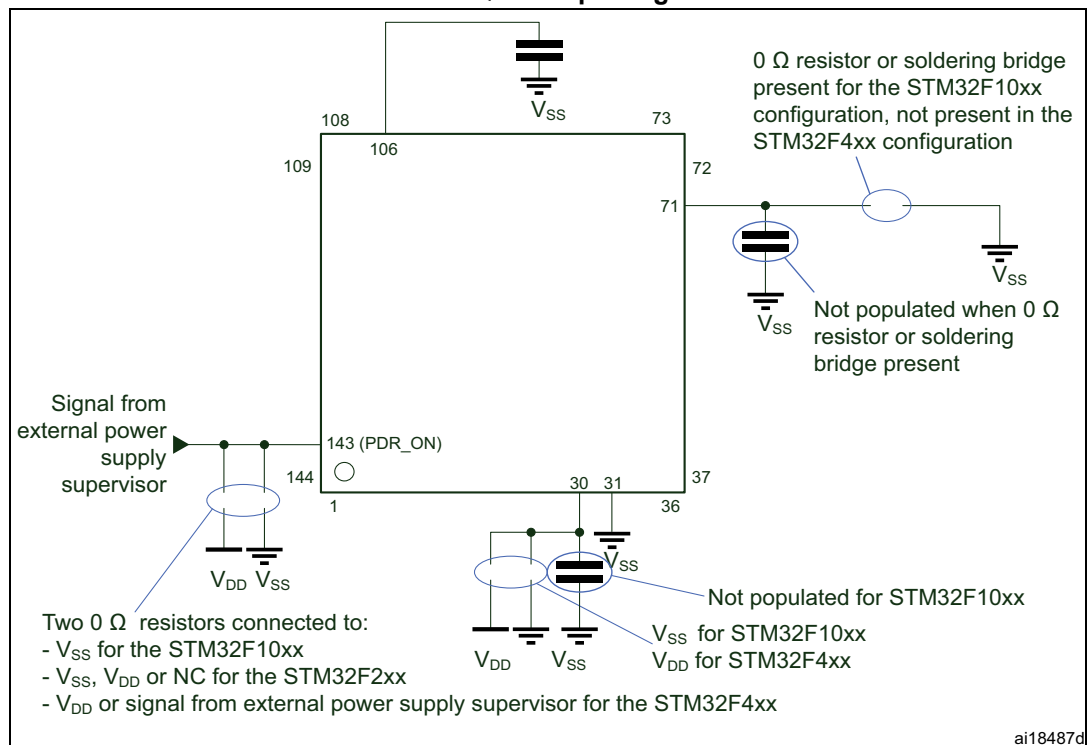 V_SS
0 Ω resistor or soldering bridge
present for the STM32F10xx
configuration, not present in the
STM32F4xx configuration
108
73
106
109
72
71
V_SS
V_SS
Not populated when 0 Ω
resistor or soldering
bridge present
Signal from
external power
supply
supervisor
143 (PDR_ON)
144
1
30
31
37
36
V_SS
V_DD
V_SS
Not populated for STM32F10xx
V_SS for STM32F10xx
V_DD for STM32F4xx
V_DD
V_SS
Two 0 Ω resistors connected to:
- V_SS for the STM32F10xx
- V_SS, V_DD or NC for the STM32F2xx
- V_DD or signal from external power supply supervisor for the STM32F4xx
ai18487d